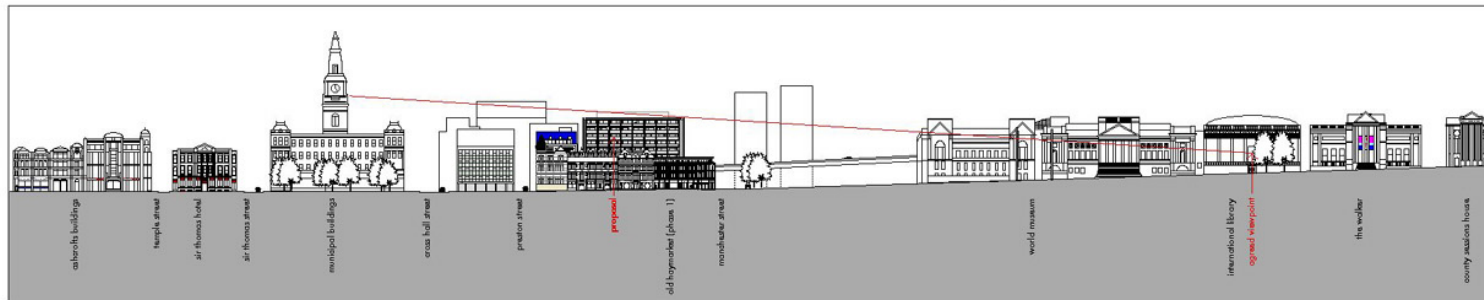 ashcrofts buildings
temple street
sir thomas hotel
sir thomas street
municipal buildings
cross hall street
preston street
proposal
old haymarket (phase 1)
manchester street
world museum
international library
agreed viewpoint
the walker
county sessions house